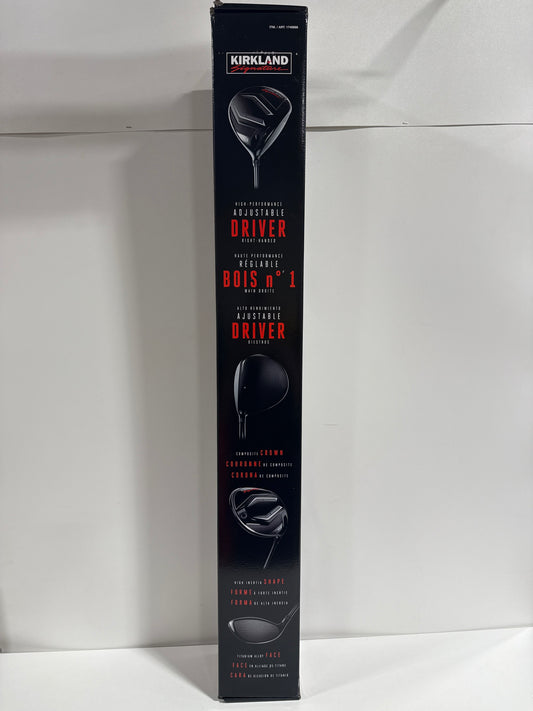 KIRKLAND
Signature
HIGH-PERFORMANCE
ADJUSTABLE
DRIVER
RIGHT HANDED
HAUTE PERFORMANCE
RÉGLABLE
BOIS nº 1
MAIN DROITE
ALTO RENDIMIENTO
AJUSTABLE
DRIVER
DIESTROS
COMPOSITE CROWN
COURONNE DE COMPOSITE
CORONA DE COMPOSITE
HIGH INERTIA SHAPE
FORME À FORTE INERTIE
FORMA DE ALTA INERCIA
TITANIUM ALLOY FACE
FACE EN ALLIAGE DE TITANE
CARA DE ALEACIÓN DE TITANIO